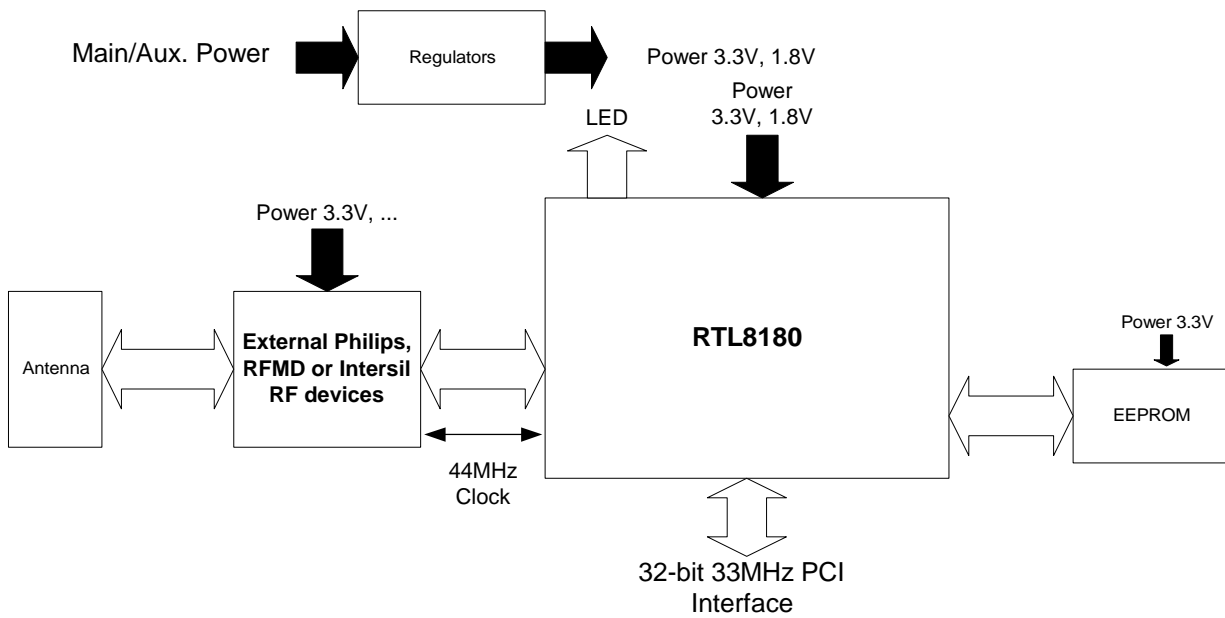 Main/Aux. Power
Regulators
Power 3.3V, 1.8V
Power
3.3V, 1.8V
LED
Power 3.3V, ...
Antenna
External Philips,
RFMD or Intersil
RF devices
44MHz
Clock
RTL8180
Power 3.3V
EEPROM
32-bit 33MHz PCI
Interface